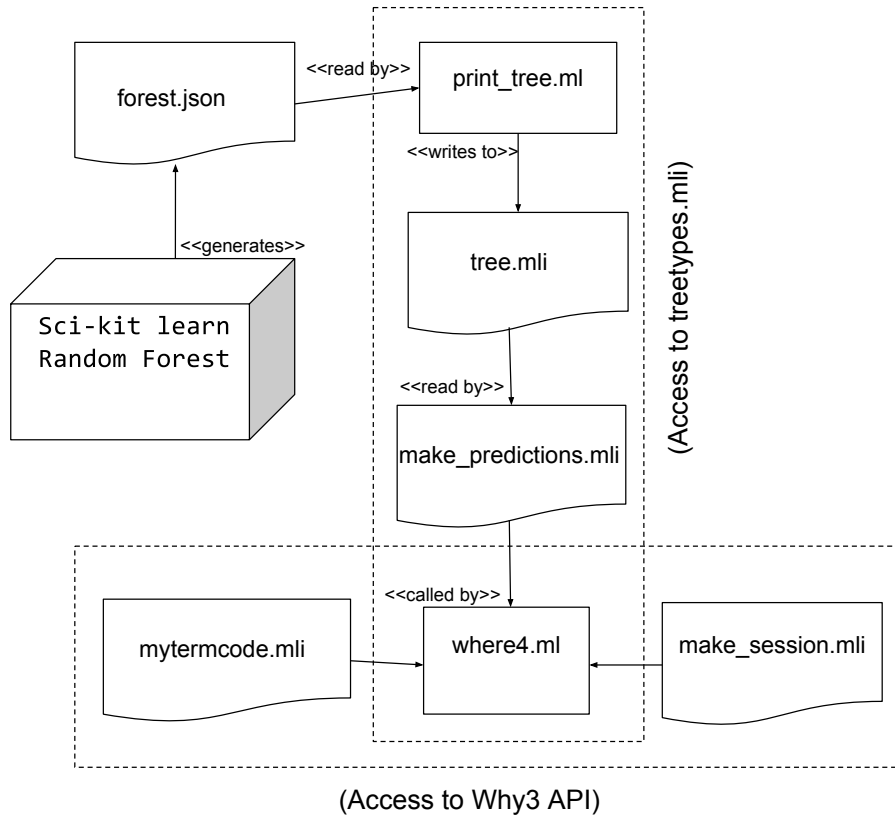 <<read by>>
print_tree.ml
forest.json
<<writes to>>
(Access to treetypes.mli)
<<generates>>
tree.mli
Sci-kit learn
Random Forest
<<read by>>
make_predictions.mli
<<called by>>
mytermcode.mli
where4.ml
make_session.mli
(Access to Why3 API)